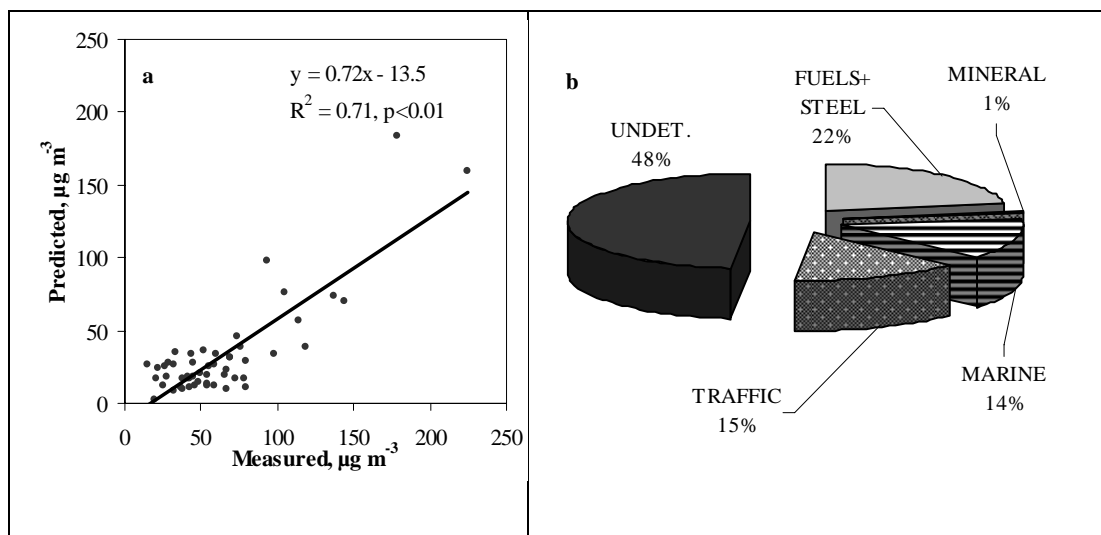 a
y = 0.72x - 13.5
R² = 0.71, p<0.01
Predicted, µg m⁻³
250
200
150
100
50
0
0 50 100 150 200 250
Measured, µg m⁻³
b
UNDET.
48%
FUELS+
STEEL
22%
MINERAL
1%
MARINE
14%
TRAFFIC
15%